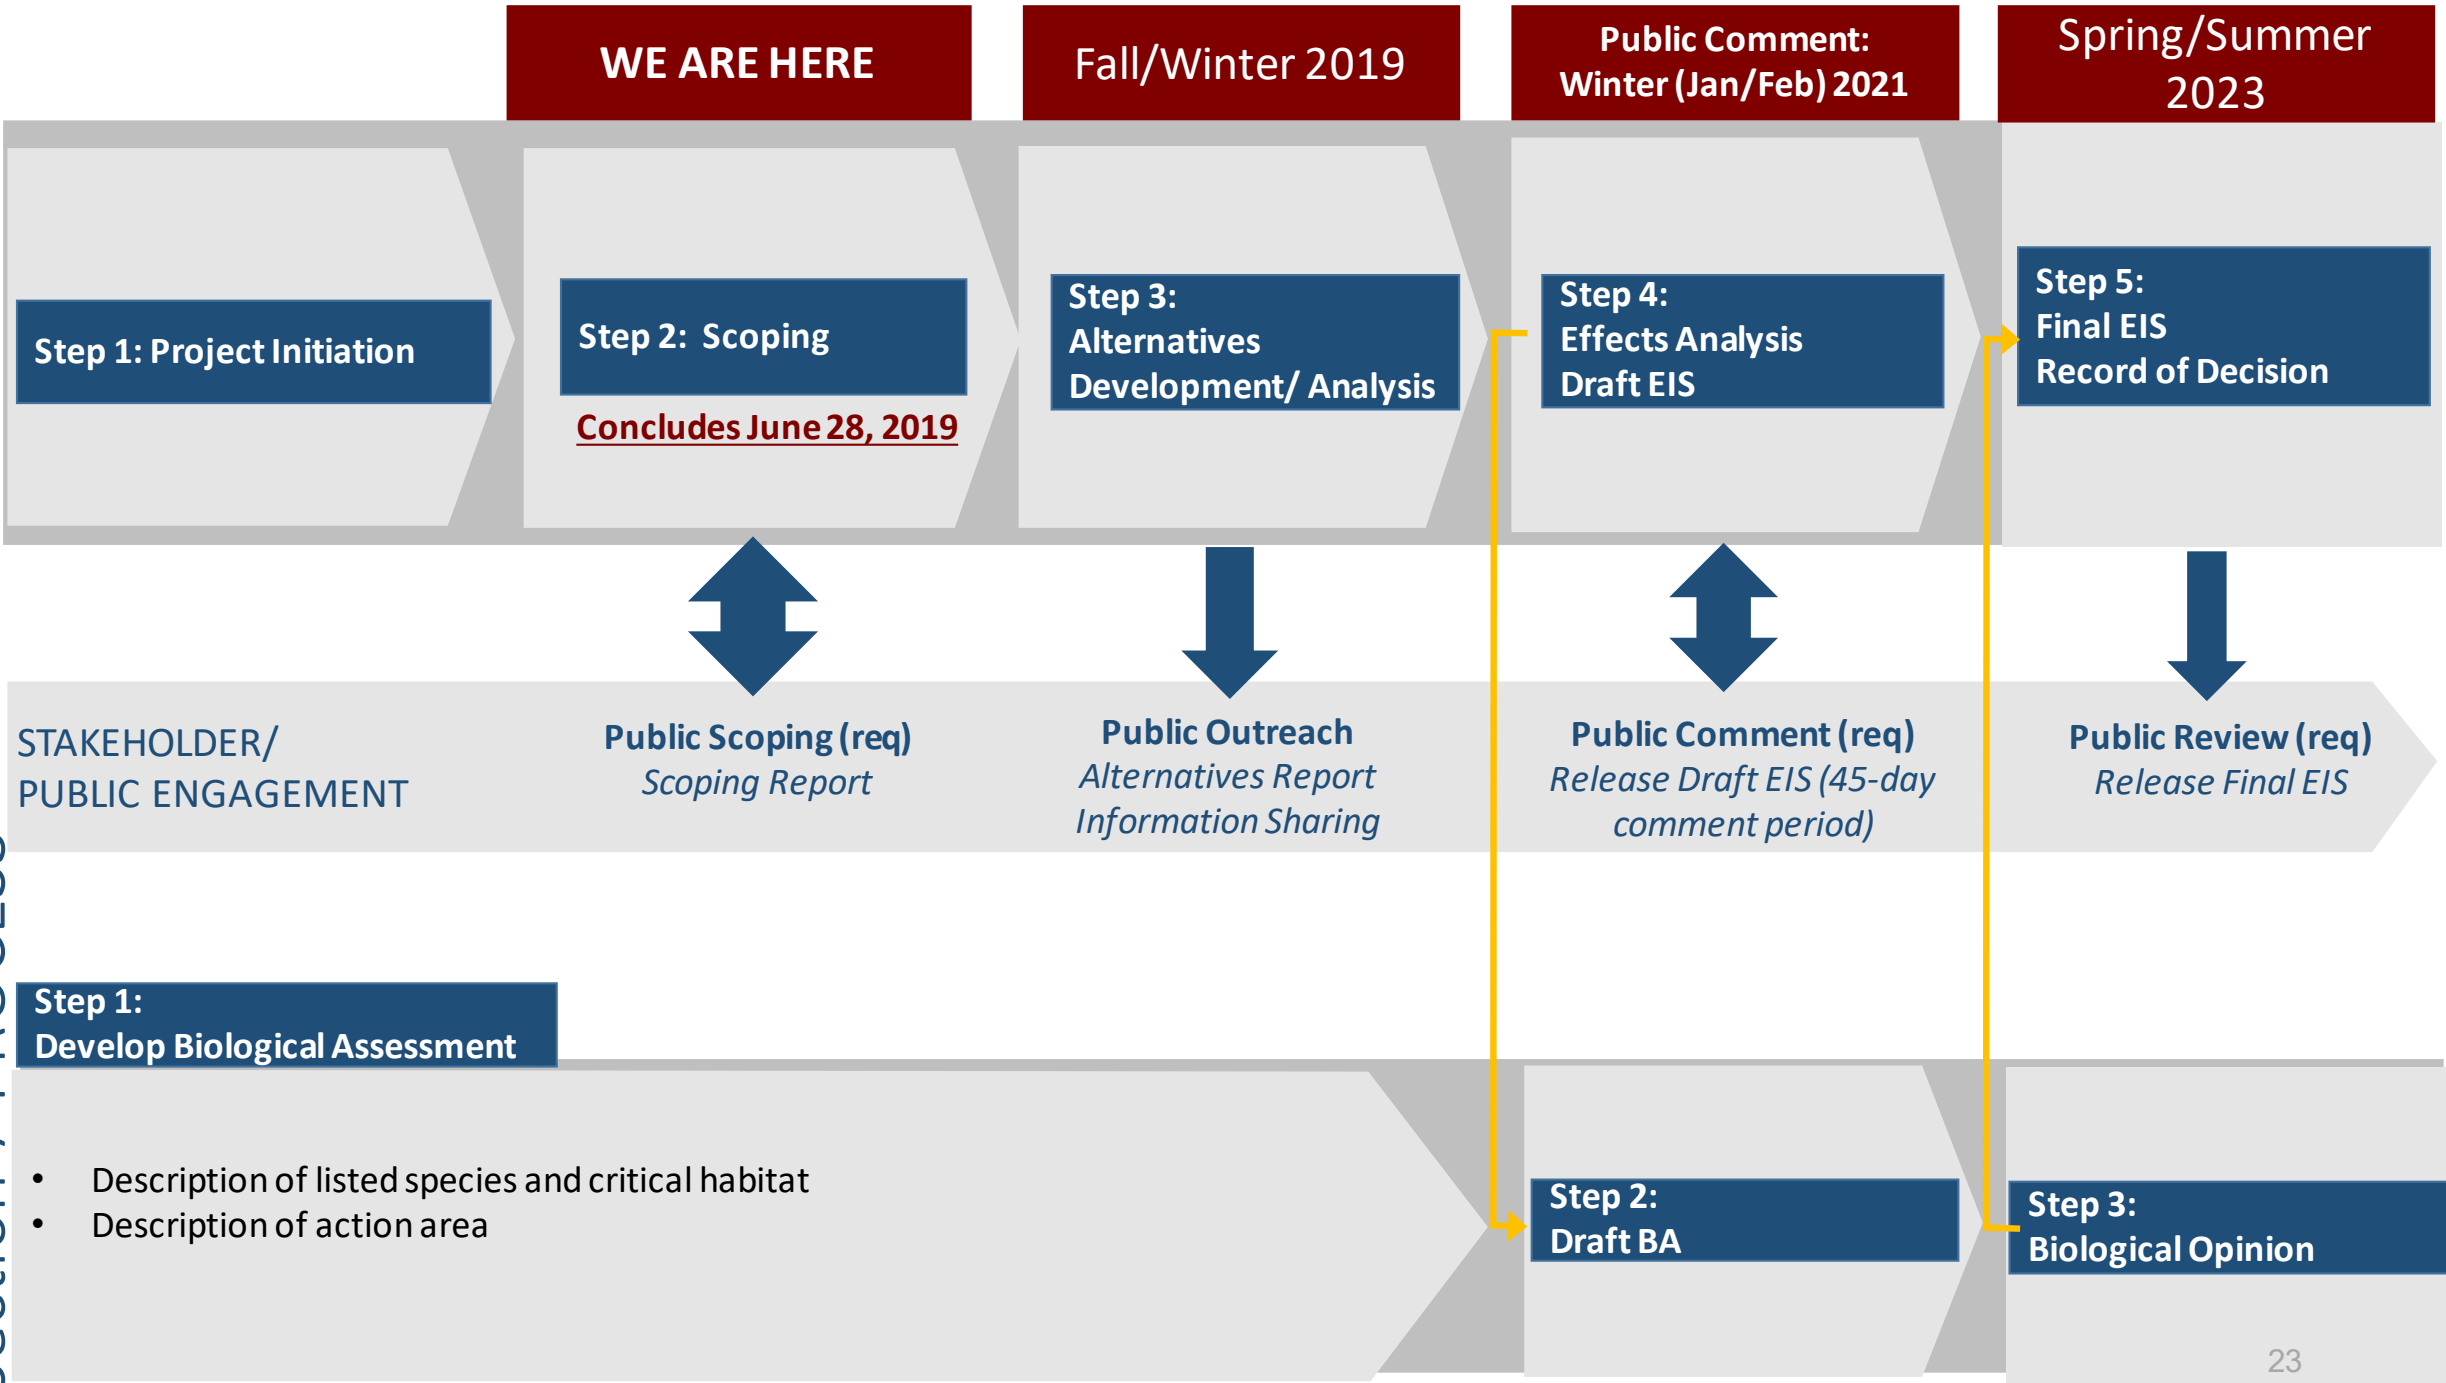 WE ARE HERE
Fall/Winter 2019
Public Comment:
Winter (Jan/Feb) 2021
Spring/Summer
2023
Step 1: Project Initiation
Step 2: Scoping
Concludes June 28, 2019
Step 3:
Alternatives
Development/ Analysis
Step 4:
Effects Analysis
Draft EIS
Step 5:
Final EIS
Record of Decision
STAKEHOLDER/
PUBLIC ENGAGEMENT
Public Scoping (req)
Scoping Report
Public Outreach
Alternatives Report
Information Sharing
Public Comment (req)
Release Draft EIS (45-day
comment period)
Public Review (req)
Release Final EIS
Step 1:
Develop Biological Assessment
• Description of listed species and critical habitat
• Description of action area
Step 2:
Draft BA
Step 3:
Biological Opinion
23